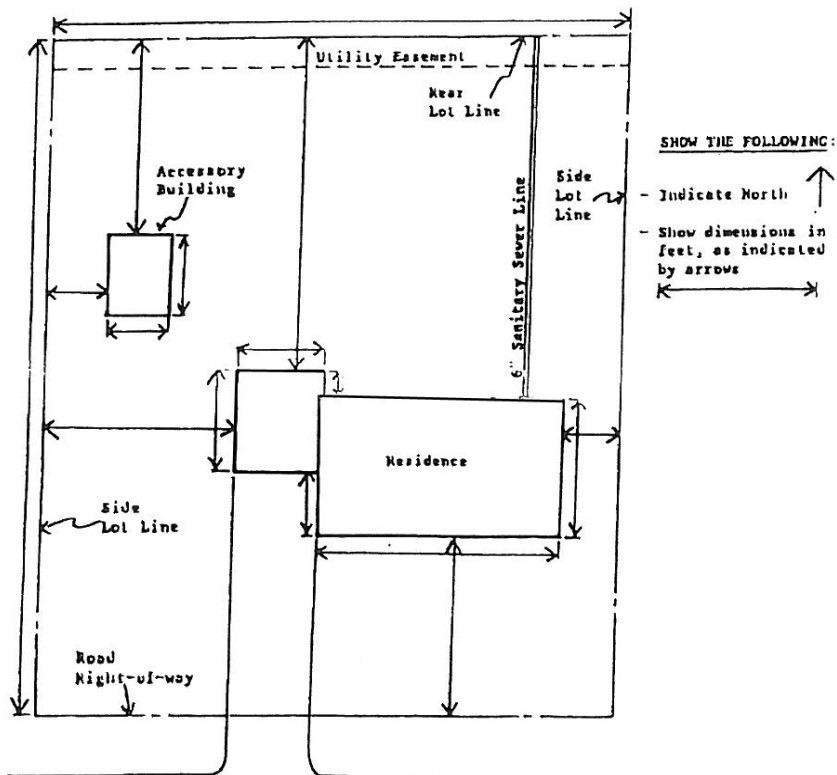 Utility Easement
Rear
Lot Line
SHOW THE FOLLOWING:
Accessory
Building
Side
Lot
Line
- Indicate North
- Show dimensions in
feet, as indicated
by arrows
6" Sanitary Sewer Line
Residence
Side
Lot Line
Road
Right-of-way